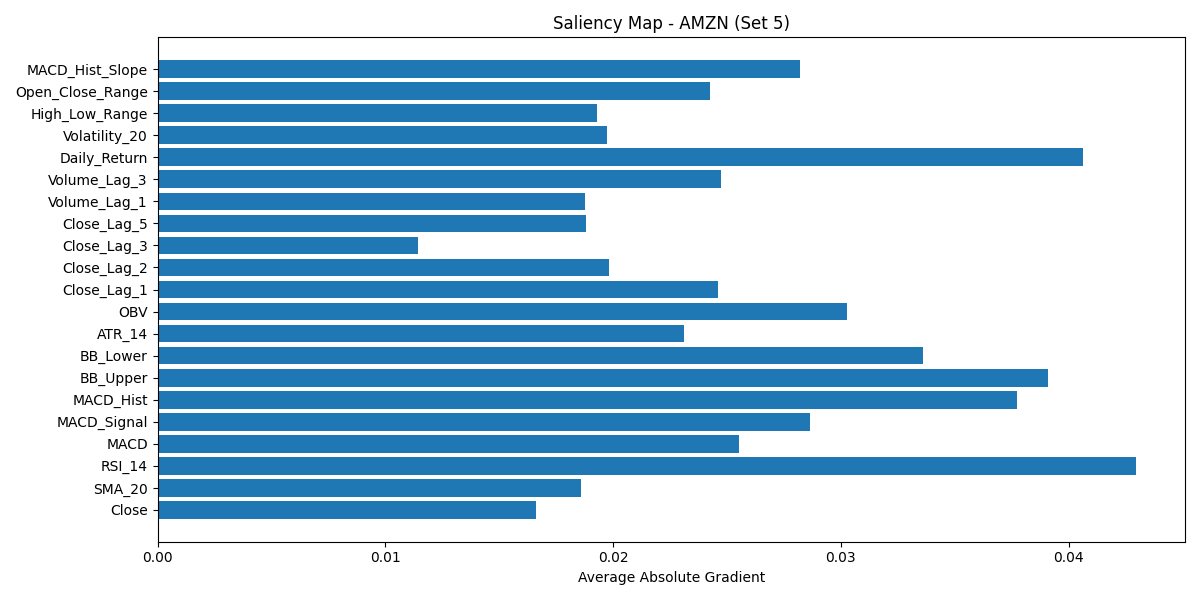 Saliency Map - AMZN (Set 5)
MACD_Hist_Slope
Open_Close_Range
High_Low_Range
Volatility_20
Daily_Return
Volume_Lag_3
Volume_Lag_1
Close_Lag_5
Close_Lag_3
Close_Lag_2
Close_Lag_1
OBV
ATR_14
BB_Lower
BB_Upper
MACD_Hist
MACD_Signal
MACD
RSI_14
SMA_20
Close
0.00 0.01 0.02 0.03 0.04
Average Absolute Gradient